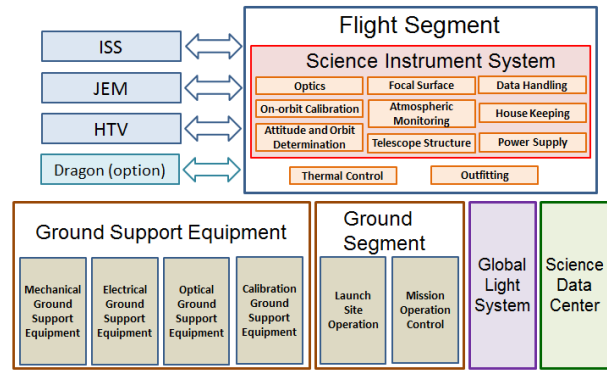 Flight Segment
ISS
JEM
HTV
Dragon (option)
Science Instrument System
Optics
Focal Surface
Data Handling
On-orbit Calibration
Atmospheric
Monitoring
House Keeping
Attitude and Orbit
Determination
Telescope Structure
Power Supply
Thermal Control
Outfitting
Ground Support Equipment
Mechanical
Ground
Support
Equipment
Electrical
Ground
Support
Equipment
Optical
Ground
Support
Equipment
Calibration
Ground
Support
Equipment
Ground
Segment
Launch
Site
Operation
Mission
Operation
Control
Global
Light
System
Science
Data
Center